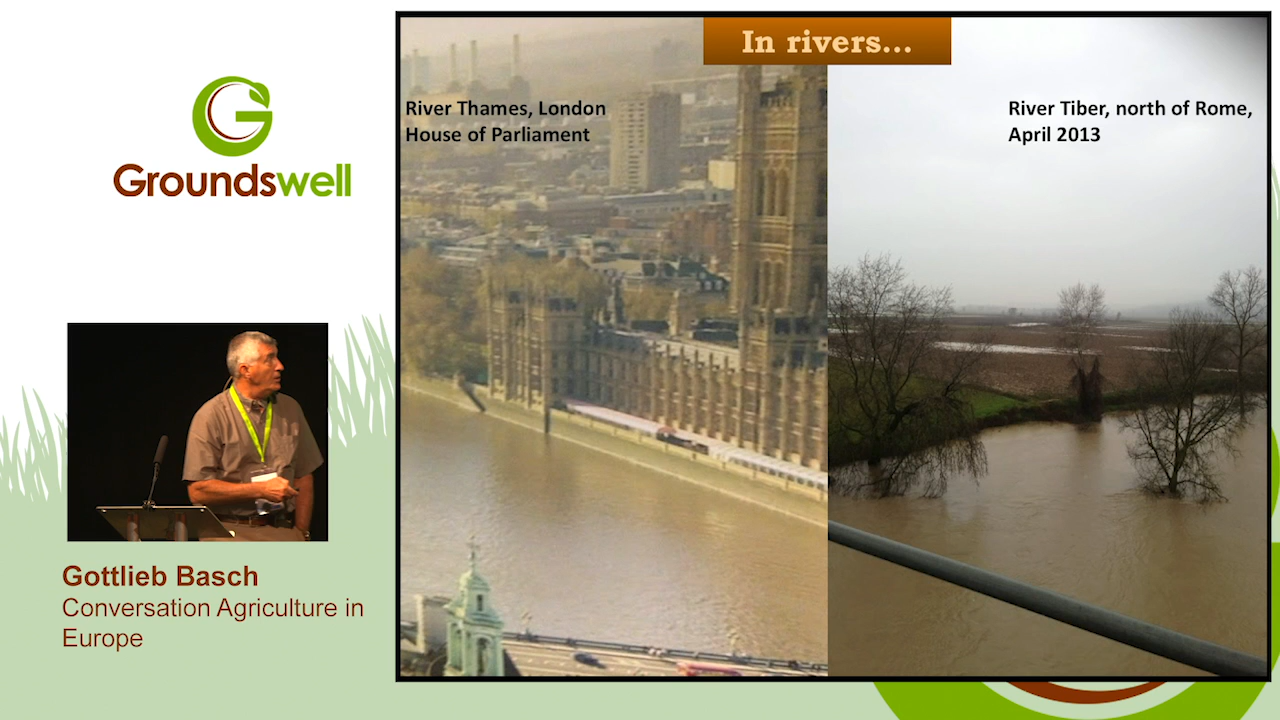 Groundswell
Gottlieb Basch
Conversation Agriculture in
Europe
In rivers...
River Thames, London
House of Parliament
River Tiber, north of Rome,
April 2013